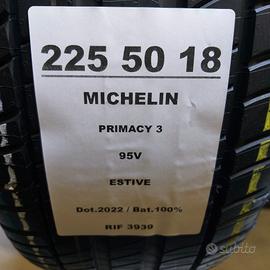 225 50 18
MICHELIN
PRIMACY 3
95V
ESTIVE
Dot.2022 / Bat.100%
RIF 3939
subito